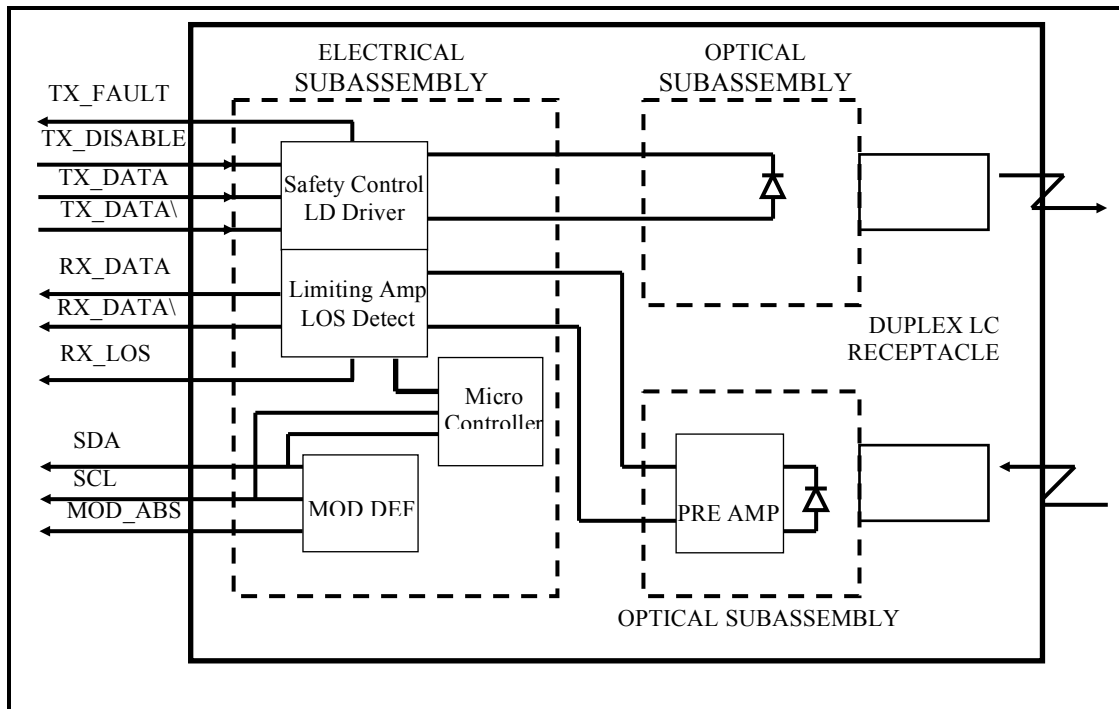 ELECTRICAL
SUBASSEMBLY
OPTICAL
SUBASSEMBLY
TX_FAULT
TX_DISABLE
TX_DATA
TX_DATA\
Safety Control
LD Driver
RX_DATA
RX_DATA\
RX_LOS
Limiting Amp
LOS Detect
DUPLEX LC
RECEPTACLE
Micro
Controller
SDA
SCL
MOD_ABS
MOD DEF
PRE AMP
OPTICAL SUBASSEMBLY